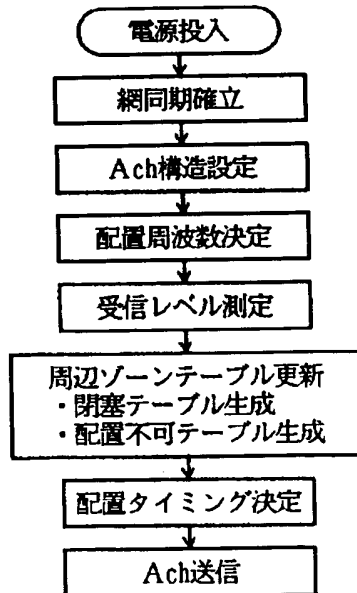 電源投入
網同期確立
Ach構造設定
配置周波数決定
受信レベル測定
周辺ゾーンテーブル更新
・閉塞テーブル生成
・配置不可テーブル生成
配置タイミング決定
Ach送信